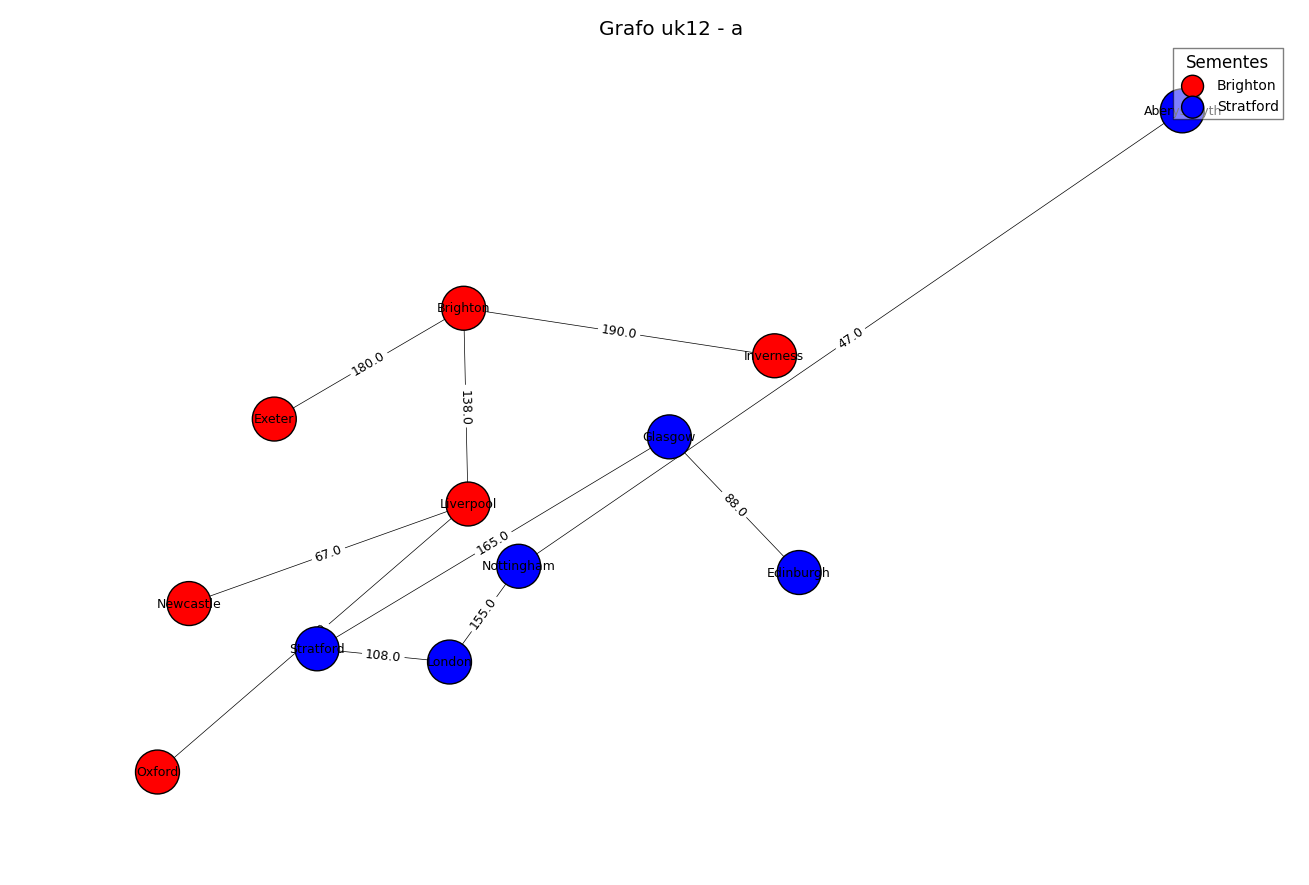 Grafo uk12 - a
Sementes
Brighton
Stratford
Brighton
190.0
Inverness
47.0
180.0
138.0
Exeter
Glasgow
Liverpool
88.0
165.0
67.0
Nottingham
Edinburgh
Newcastle
155.0
Stratford
108.0
London
Oxford